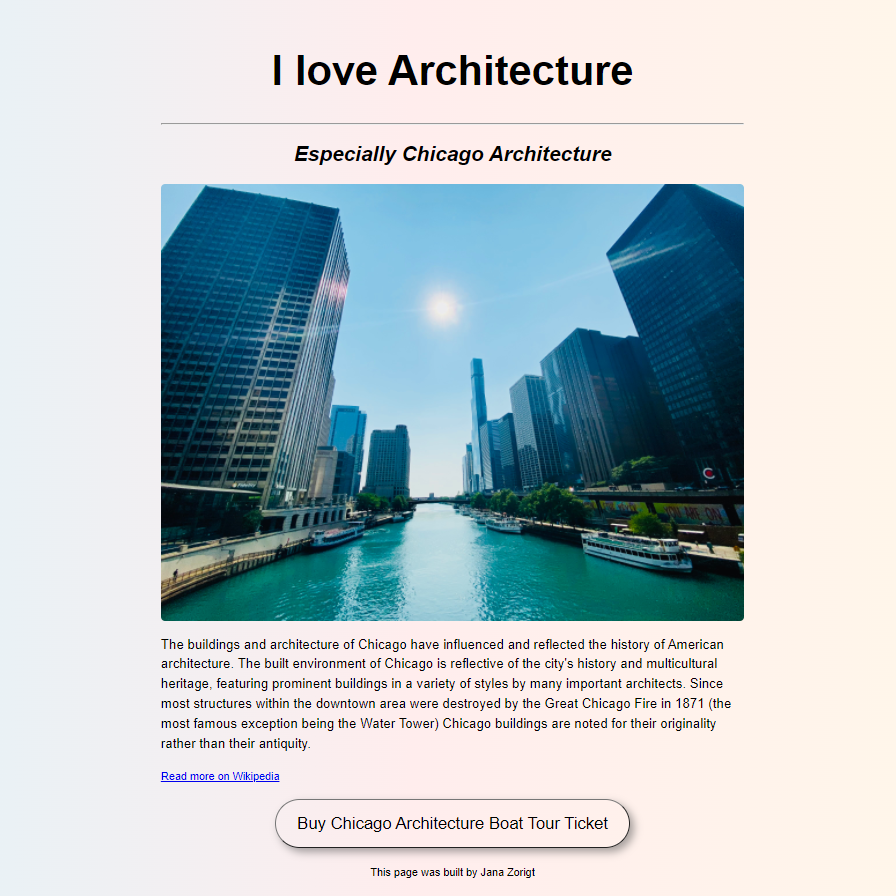 I love Architecture
Especially Chicago Architecture
The buildings and architecture of Chicago have influenced and reflected the history of American
architecture. The built environment of Chicago is reflective of the city's history and multicultural
heritage, featuring prominent buildings in a variety of styles by many important architects. Since
most structures within the downtown area were destroyed by the Great Chicago Fire in 1871 (the
most famous exception being the Water Tower) Chicago buildings are noted for their originality
rather than their antiquity.
Read more on Wikipedia
Buy Chicago Architecture Boat Tour Ticket
This page was built by Jana Zorigt